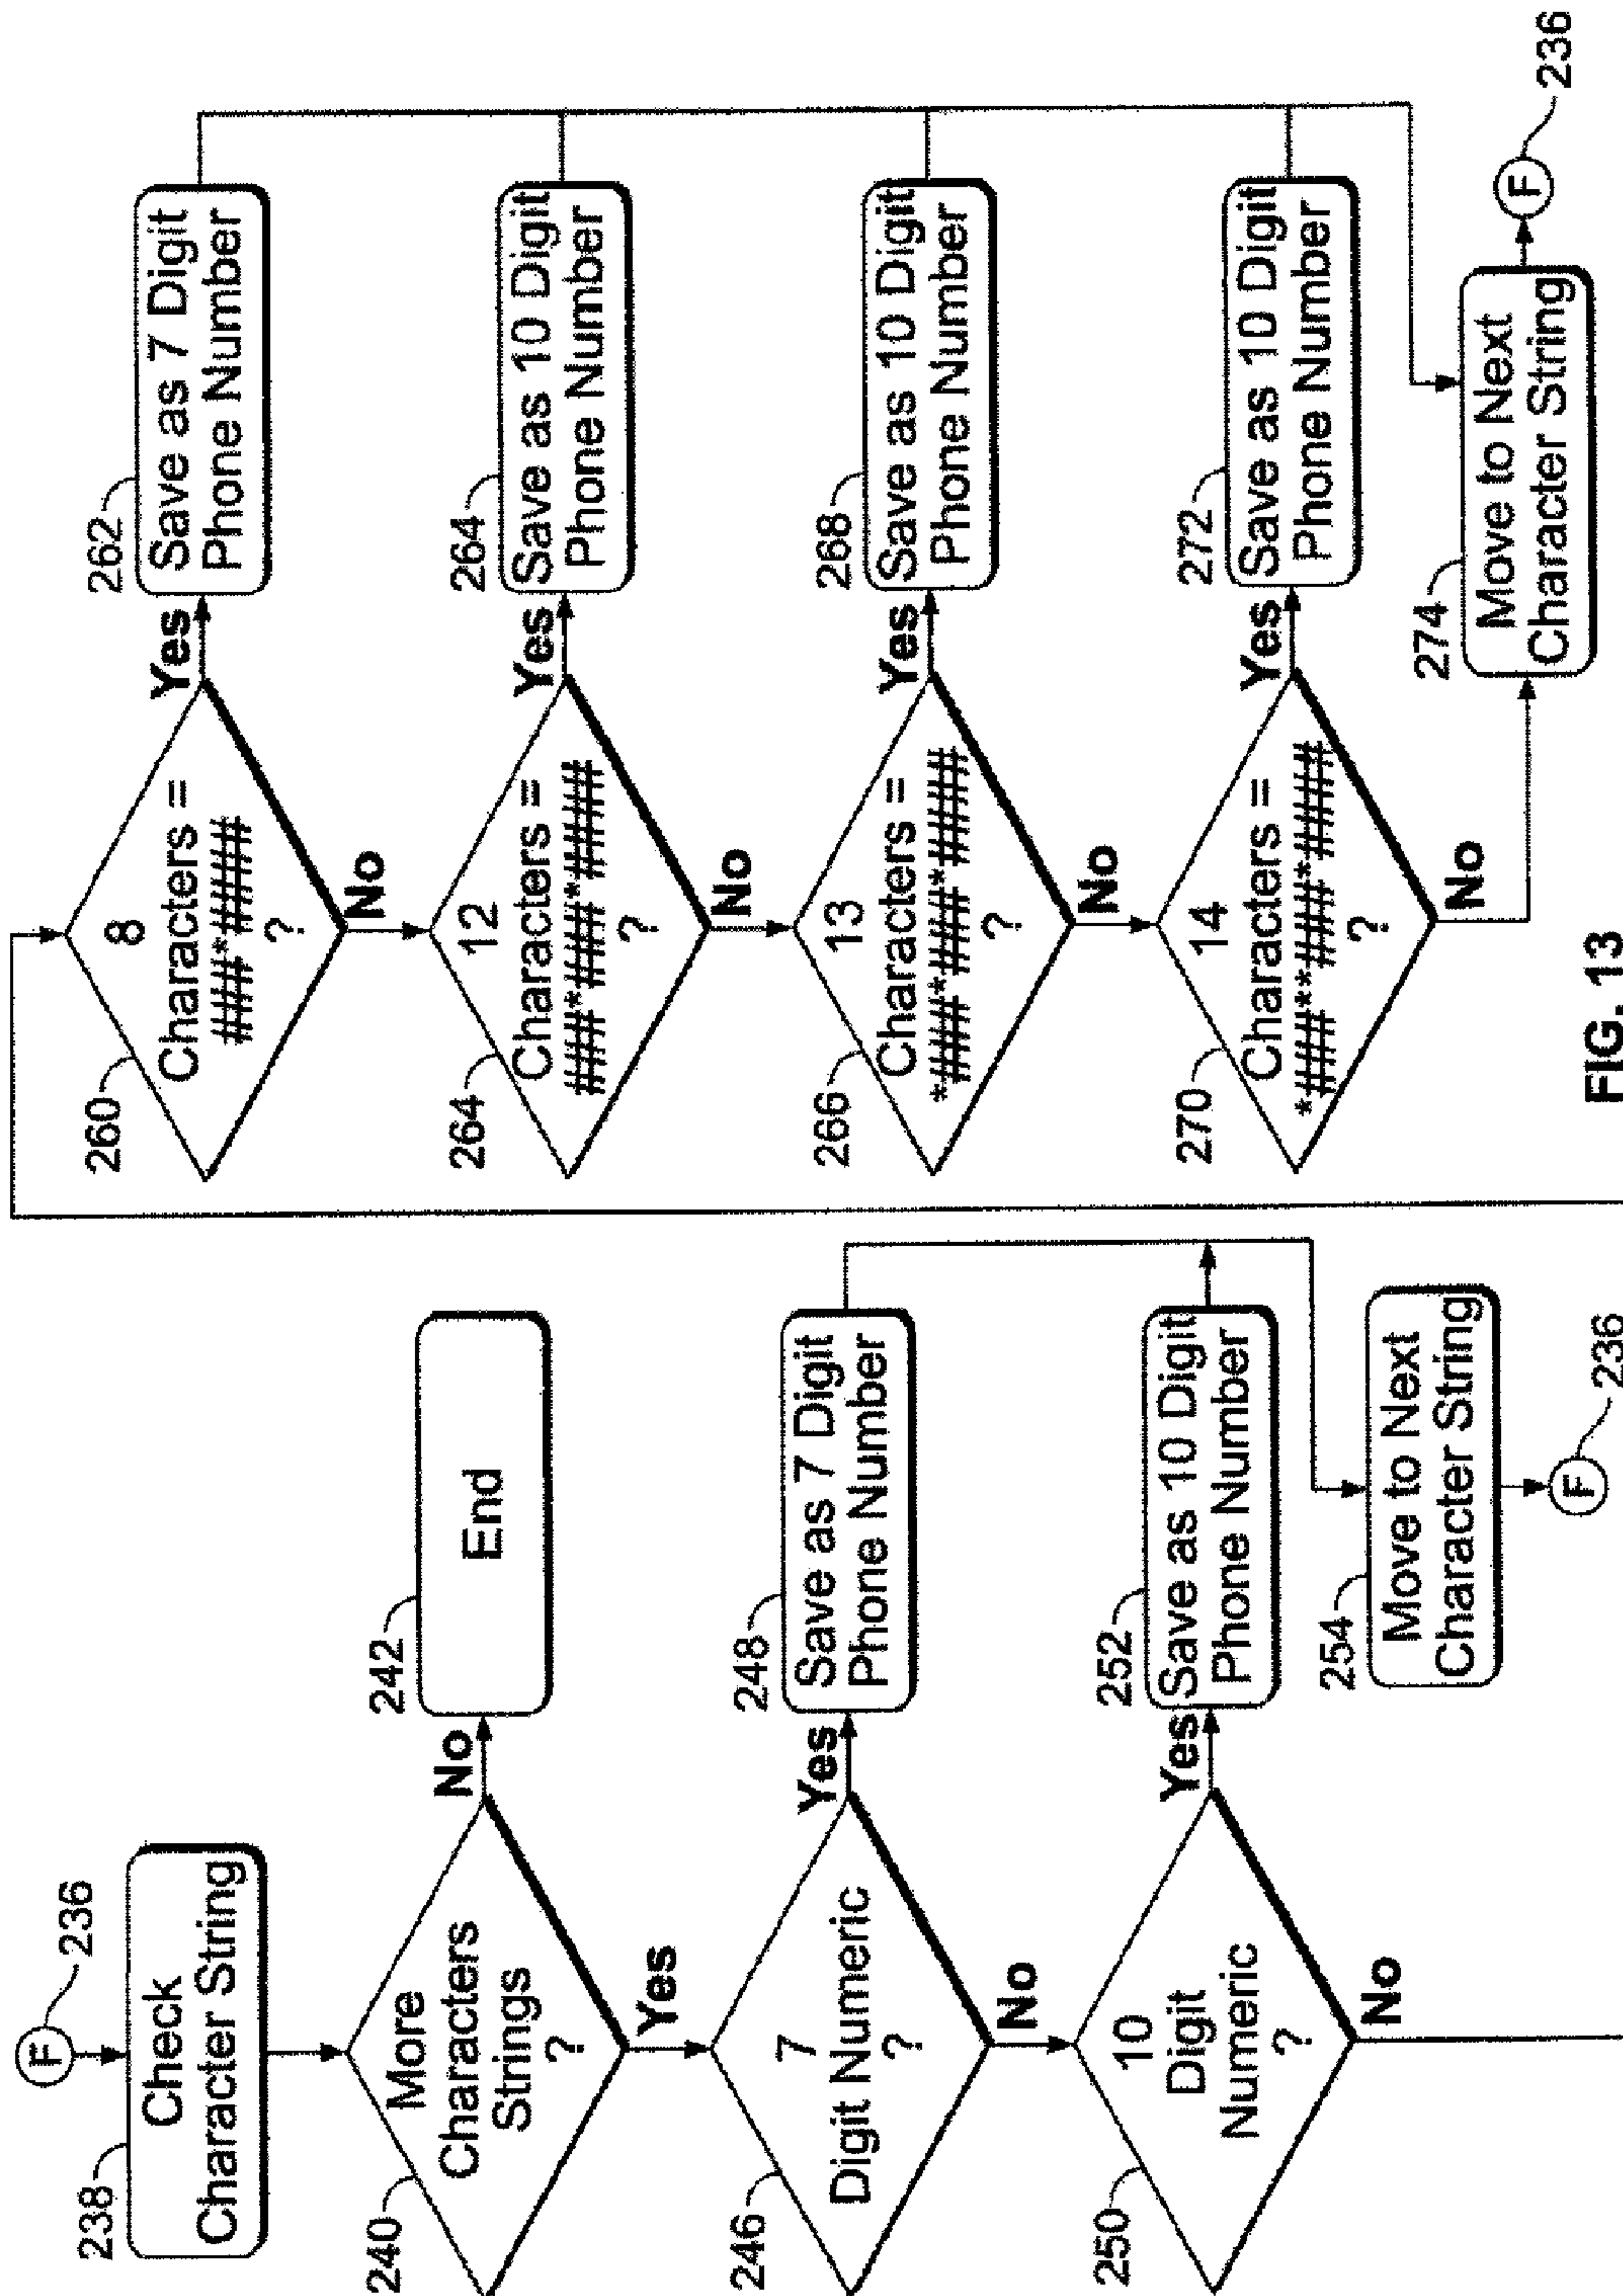 F
236
238
Check
Character String
240
More
Characters
Strings
?
No
242
End
Yes
246
7
Digit Numeric
?
Yes
248
Save as 7 Digit
Phone Number
No
250
10
Digit
Numeric
?
Yes
252
Save as 10 Digit
Phone Number
No
254
Move to Next
Character String
F
236
260
8
Characters =
###*####
?
Yes
262
Save as 7 Digit
Phone Number
No
264
12
Characters =
###*###*####
?
Yes
264
Save as 10 Digit
Phone Number
No
266
13
Characters =
*###*###*####
?
Yes
268
Save as 10 Digit
Phone Number
No
270
14
Characters =
*###**###*####
?
Yes
272
Save as 10 Digit
Phone Number
No
274
Move to Next
Character String
F
236
FIG. 13